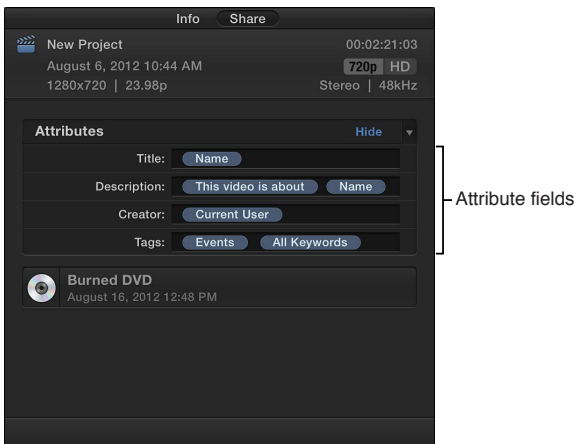 Info Share
New Project 00:02:21:03
August 6, 2012 10:44 AM 720p HD
1280x720 | 23.98p Stereo | 48kHz
Attributes Hide
Title: Name
Description: This video is about Name
Creator: Current User
Tags: Events All Keywords
Attribute fields
Burned DVD
August 16, 2012 12:48 PM